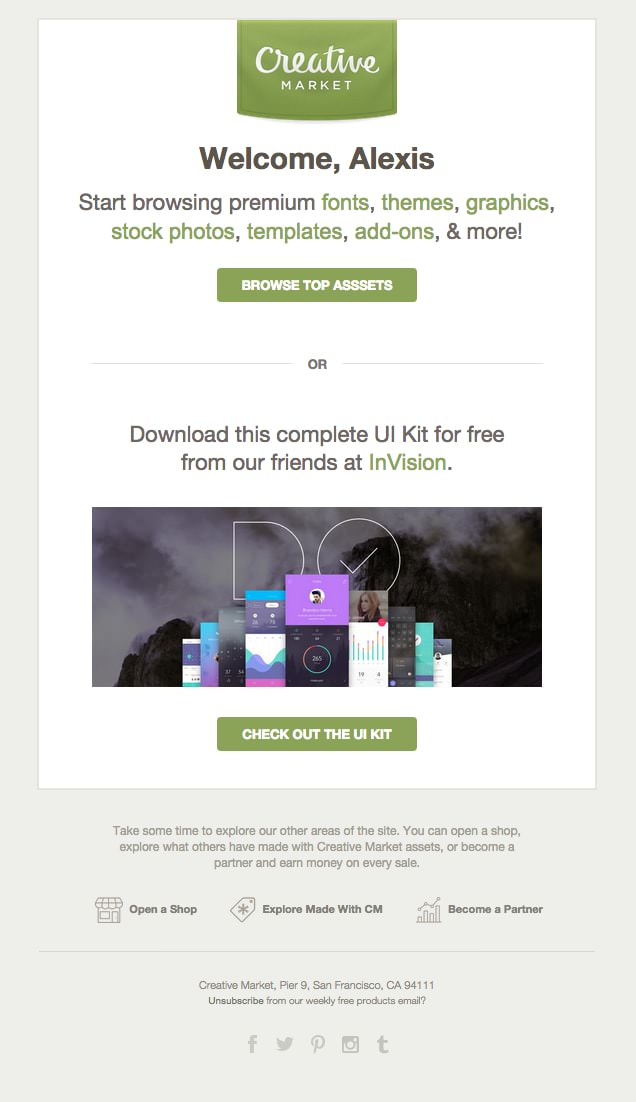 Creative
MARKET
Welcome, Alexis
Start browsing premium fonts, themes, graphics,
stock photos, templates, add-ons, & more!
BROWSE TOP ASSSETS
OR
Download this complete UI Kit for free
from our friends at InVision.
DO
265
19 4
CHECK OUT THE UI KIT
Take some time to explore our other areas of the site. You can open a shop,
explore what others have made with Creative Market assets, or become a
partner and earn money on every sale.
Open a Shop
Explore Made With CM
Become a Partner
Creative Market, Pier 9, San Francisco, CA 94111
Unsubscribe from our weekly free products email?